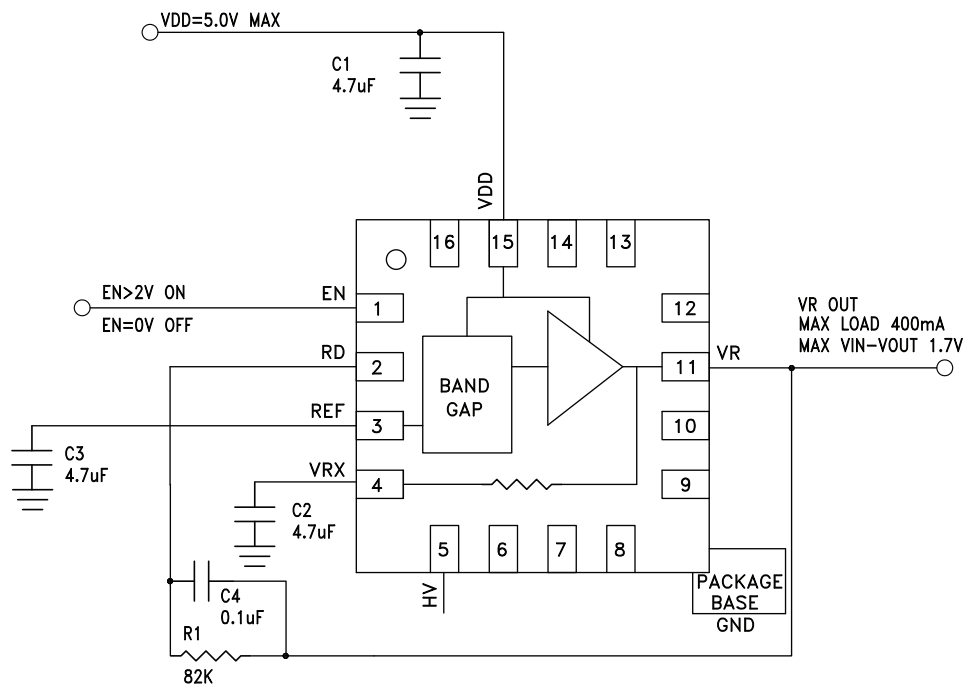 VDD=5.0V MAX
C1
4.7uF
VDD
16
15
14
13
EN>2V ON
EN=0V OFF
EN
1
12
VR OUT
MAX LOAD 400mA
MAX VIN-VOUT 1.7V
RD
2
11
VR
BAND
GAP
REF
3
10
C3
4.7uF
VRX
4
9
C2
4.7uF
5
6
7
8
HV
PACKAGE
BASE
GND
C4
0.1uF
R1
82K